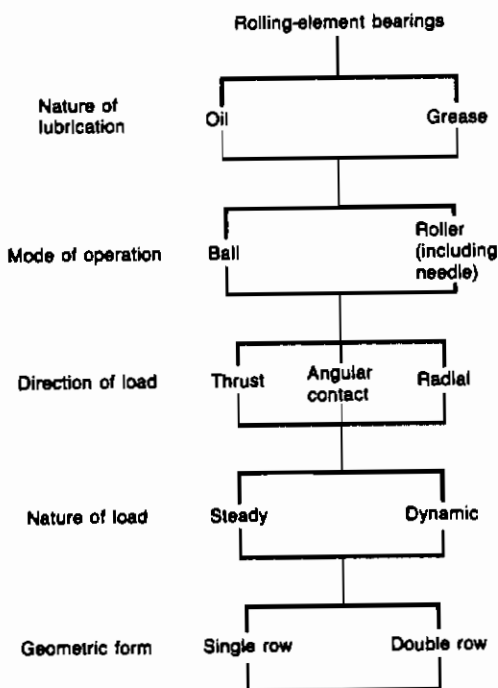 Rolling-element bearings
Nature of
lubrication
Oil
Grease
Mode of operation
Ball
Roller
(including
needle)
Direction of load
Thrust
Angular
contact
Radial
Nature of load
Steady
Dynamic
Geometric form
Single row
Double row